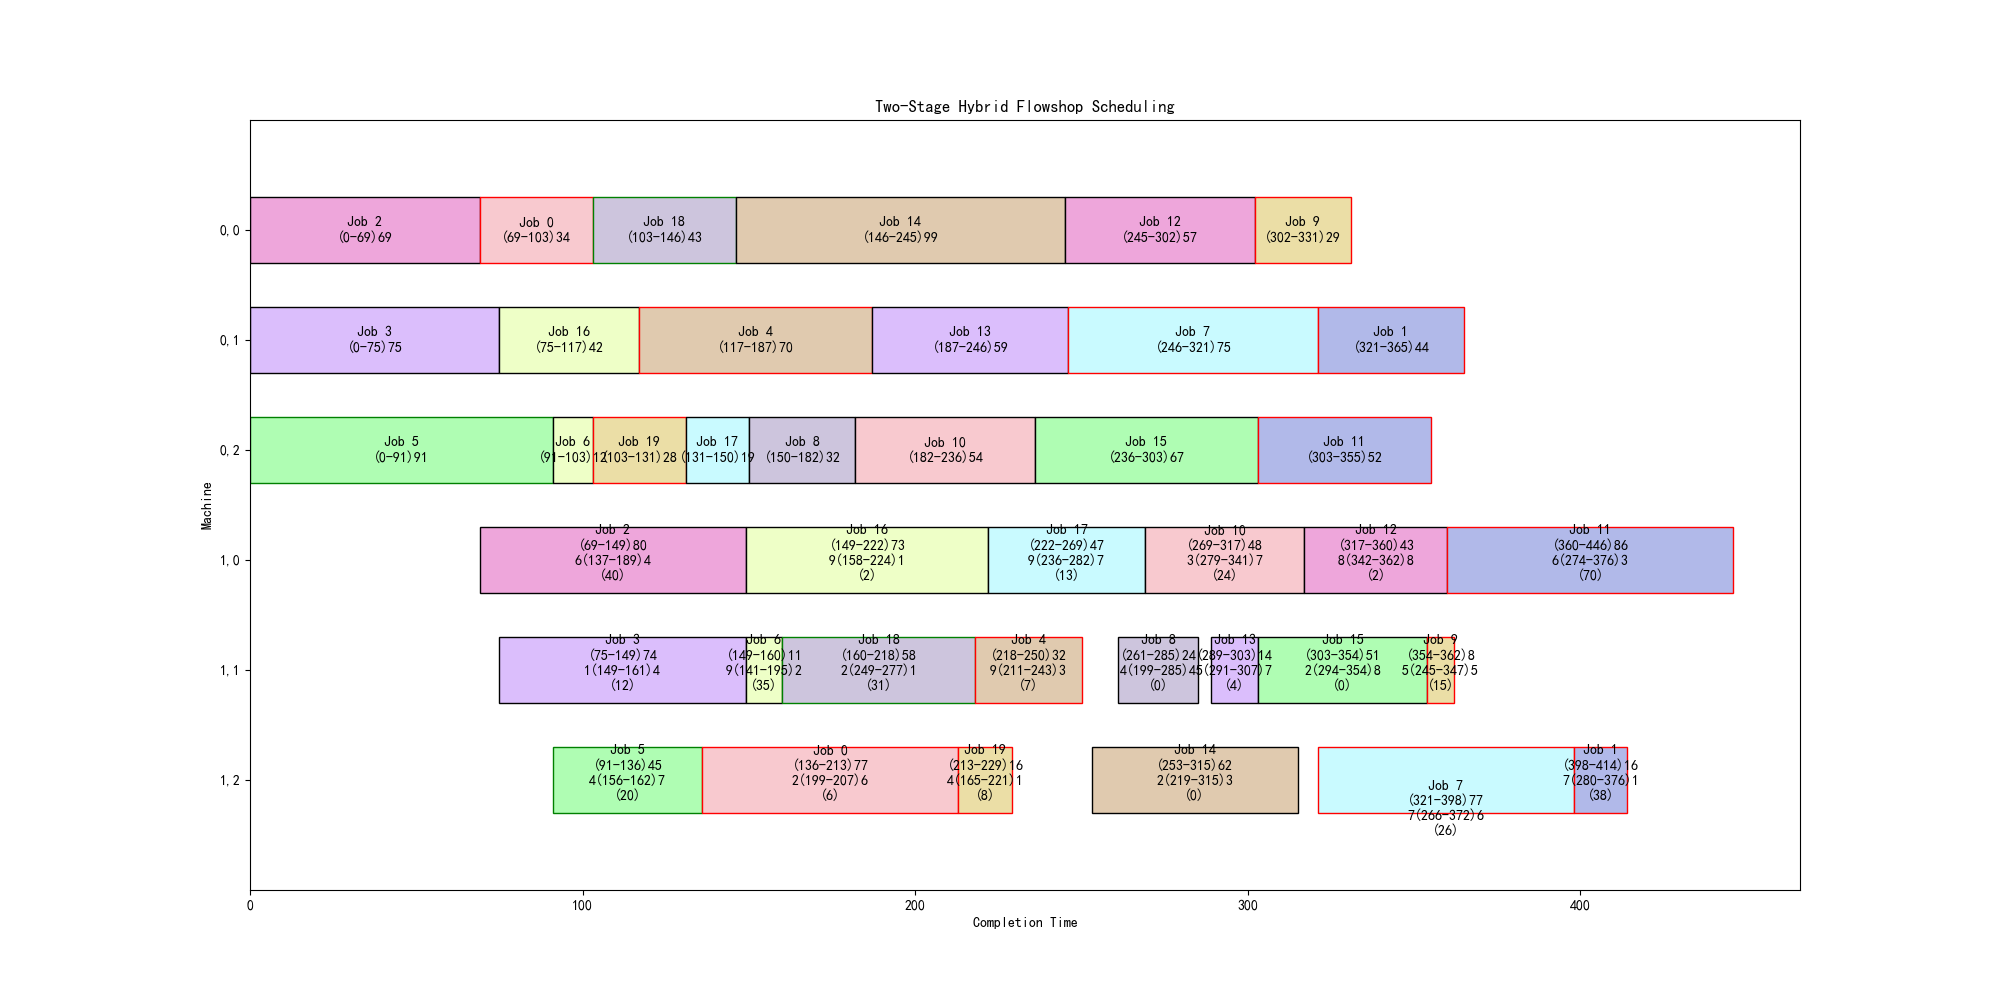 Two-Stage Hybrid Flowshop Scheduling
0,0
Job 2
(0-69)69
Job 0
(69-103)34
Job 18
(103-146)43
Job 14
(146-245)99
Job 12
(245-302)57
Job 9
(302-331)29
0,1
Job 3
(0-75)75
Job 16
(75-117)42
Job 4
(117-187)70
Job 13
(187-246)59
Job 7
(246-321)75
Job 1
(321-365)44
0,2
Job 5
(0-91)91
Job 6
(91-103)12
Job 19
(103-131)28
Job 17
(131-150)19
Job 8
(150-182)32
Job 10
(182-236)54
Job 15
(236-303)67
Job 11
(303-355)52
Machine
1,0
Job 2
(69-149)80
6(137-189)4
(40)
Job 16
(149-222)73
9(158-224)1
(2)
Job 17
(222-269)47
9(236-282)7
(13)
Job 10
(269-317)48
3(279-341)7
(24)
Job 12
(317-360)43
8(342-362)8
(2)
Job 11
(360-446)86
6(274-376)3
(70)
1,1
Job 3
(75-149)74
1(149-161)4
(12)
Job 6
(149-160)11
9(141-195)2
(35)
Job 18
(160-218)58
2(249-277)1
(31)
Job 4
(218-250)32
9(211-243)3
(7)
Job 8
(261-285)24
4(199-285)4
(0)
Job 13
(289-303)14
5(291-307)7
(4)
Job 15
(303-354)51
2(294-354)8
(0)
Job 9
(354-362)8
5(245-347)5
(15)
1,2
Job 5
(91-136)45
4(156-162)7
(20)
Job 0
(136-213)77
2(199-207)6
(6)
Job 19
(213-229)16
4(165-221)1
(8)
Job 14
(253-315)62
2(219-315)3
(0)
Job 7
(321-398)77
7(266-372)6
(26)
Job 1
(398-414)16
7(280-376)1
(38)
0
100
200
300
400
Completion Time